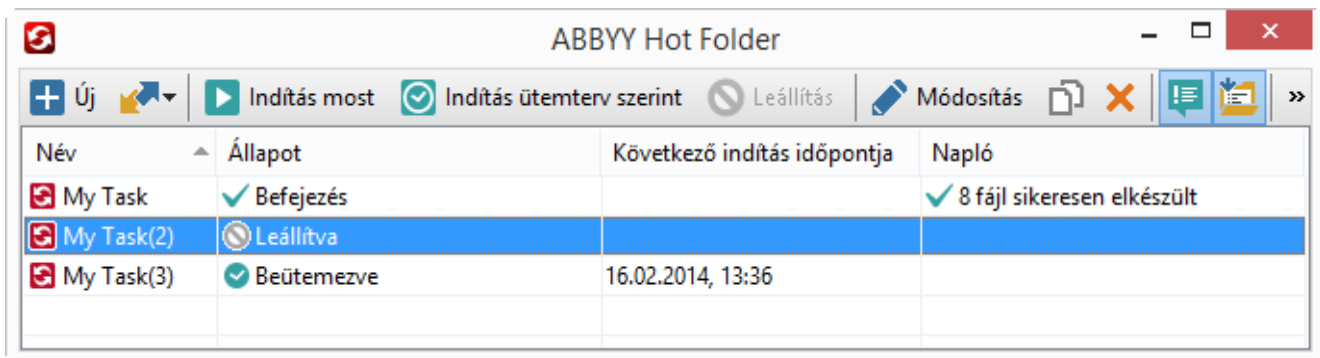 ABBYY Hot Folder
Új Indítás most Indítás ütemterv szerint Leállítás Módosítás
Név Állapot Következő indítás időpontja Napló
My Task Befejezés 8 fájl sikeresen elkészült
My Task(2) Leállítva
My Task(3) Beütemezve 16.02.2014, 13:36